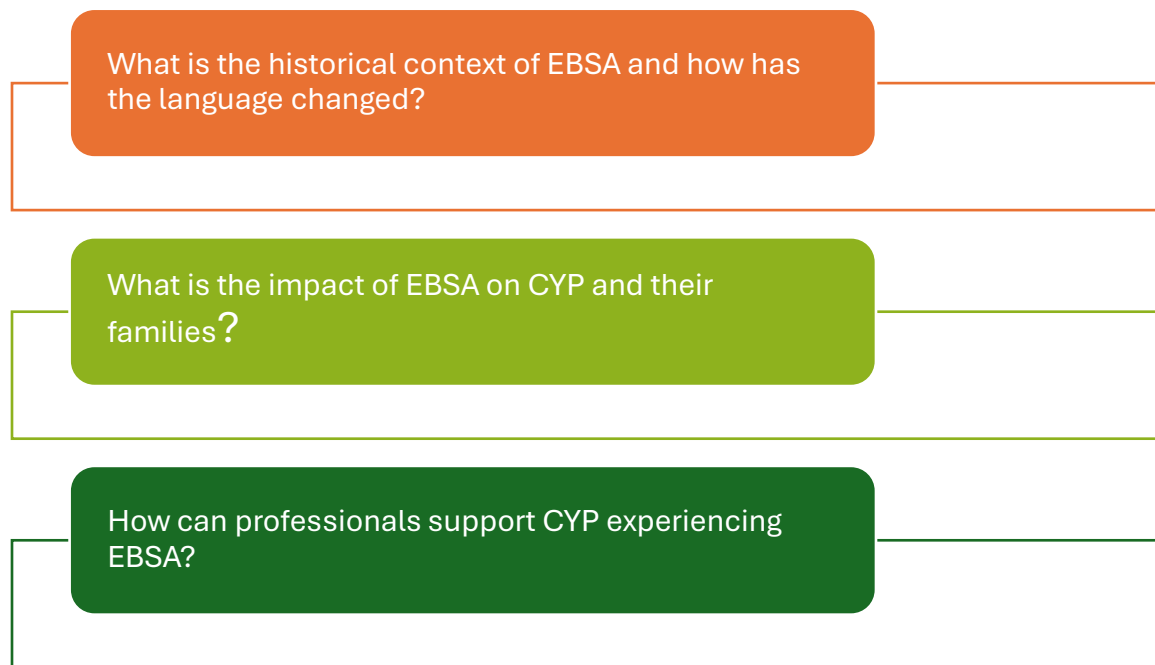 What is the historical context of EBSA and how has
the language changed?
What is the impact of EBSA on CYP and their
families?
How can professionals support CYP experiencing
EBSA?